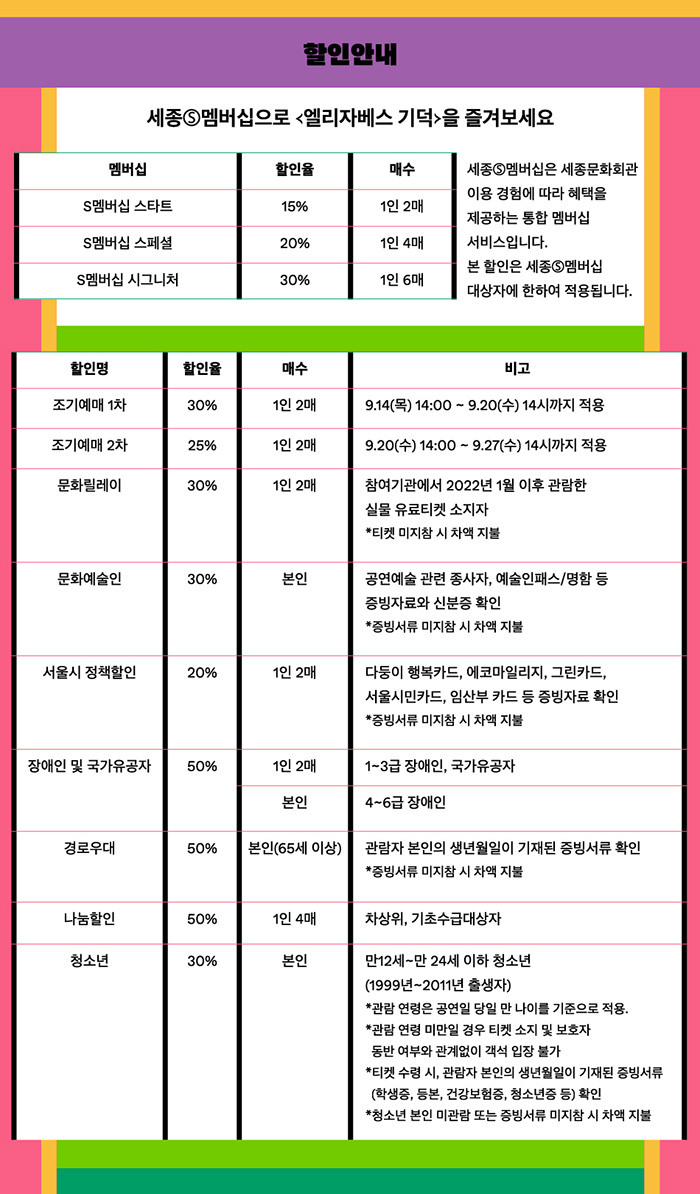 할인안내
세종Ⓢ멤버십으로 <엘리자베스 기덕>을 즐겨보세요
멤버십 할인율 매수
S멤버십 스타트 15% 1인 2매
S멤버십 스페셜 20% 1인 4매
S멤버십 시그니처 30% 1인 6매
세종Ⓢ멤버십은 세종문화회관
이용 경험에 따라 혜택을
제공하는 통합 멤버십
서비스입니다.
본 할인은 세종Ⓢ멤버십
대상자에 한하여 적용됩니다.
할인명 할인율 매수 비고
조기예매 1차 30% 1인 2매 9.14(목) 14:00 ~ 9.20(수) 14시까지 적용
조기예매 2차 25% 1인 2매 9.20(수) 14:00 ~ 9.27(수) 14시까지 적용
문화릴레이 30% 1인 2매 참여기관에서 2022년 1월 이후 관람한
실물 유료티켓 소지자
*티켓 미지참 시 차액 지불
문화예술인 30% 본인 공연예술 관련 종사자, 예술인패스/명함 등
증빙자료와 신분증 확인
*증빙서류 미지참 시 차액 지불
서울시 정책할인 20% 1인 2매 다둥이 행복카드, 에코마일리지, 그린카드,
서울시민카드, 임산부 카드 등 증빙자료 확인
*증빙서류 미지참 시 차액 지불
장애인 및 국가유공자 50% 1인 2매 1~3급 장애인, 국가유공자
본인 4~6급 장애인
경로우대 50% 본인(65세 이상) 관람자 본인의 생년월일이 기재된 증빙서류 확인
*증빙서류 미지참 시 차액 지불
나눔할인 50% 1인 4매 차상위, 기초수급대상자
청소년 30% 본인 만12세~만 24세 이하 청소년
(1999년~2011년 출생자)
*관람 연령은 공연일 당일 만 나이를 기준으로 적용.
*관람 연령 미만일 경우 티켓 소지 및 보호자
동반 여부와 관계없이 객석 입장 불가
*티켓 수령 시, 관람자 본인의 생년월일이 기재된 증빙서류
(학생증, 등본, 건강보험증, 청소년증 등) 확인
*청소년 본인 미관람 또는 증빙서류 미지참 시 차액 지불